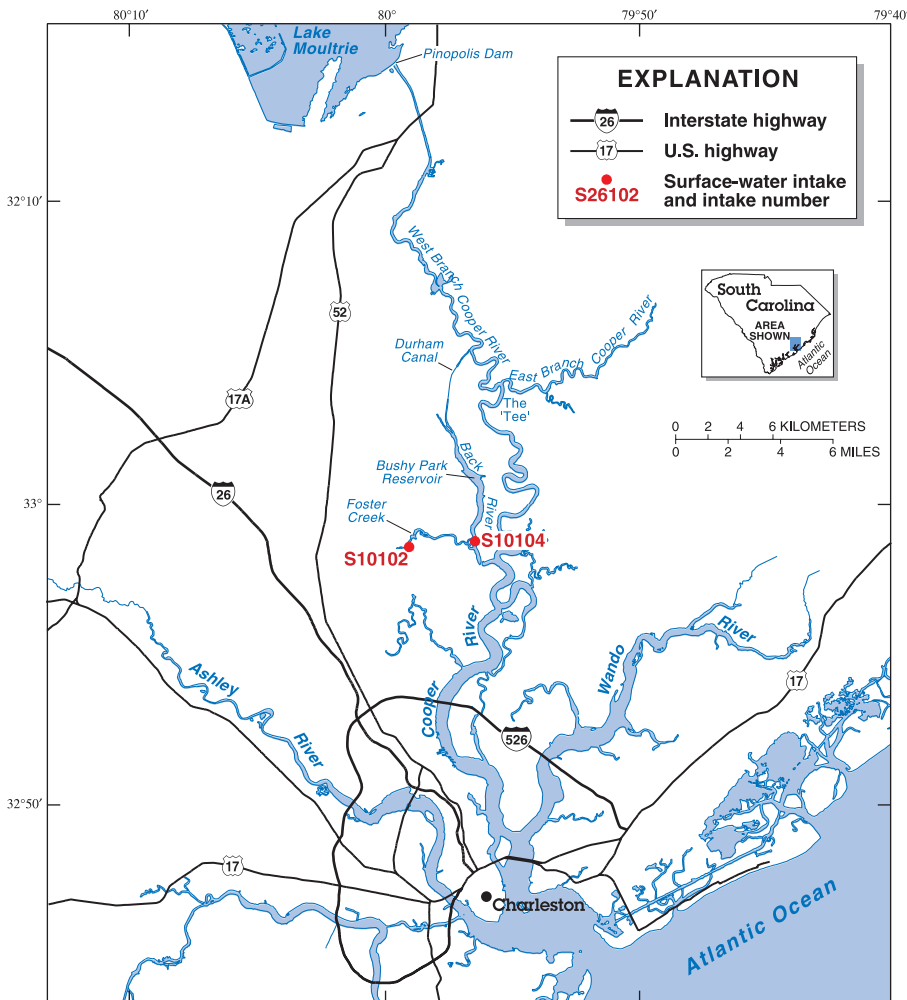 80°10′
80°
79°50′
79°40′
Lake
Moultrie
Pinopolis Dam
EXPLANATION
26
Interstate highway
17
U.S. highway
S26102
Surface-water intake
and intake number
32°10′
West Branch Cooper River
52
Durham
Canal
East Branch Cooper River
The
'Tee'
South
Carolina
AREA
SHOWN
Atlantic
Ocean
17A
0 2 4 6 KILOMETERS
0 2 4 6 MILES
Back River
Bushy Park
Reservoir
26
33°
Foster
Creek
S10102
S10104
Cooper River
Wando River
Ashley River
17
526
32°50′
17
Charleston
Atlantic Ocean